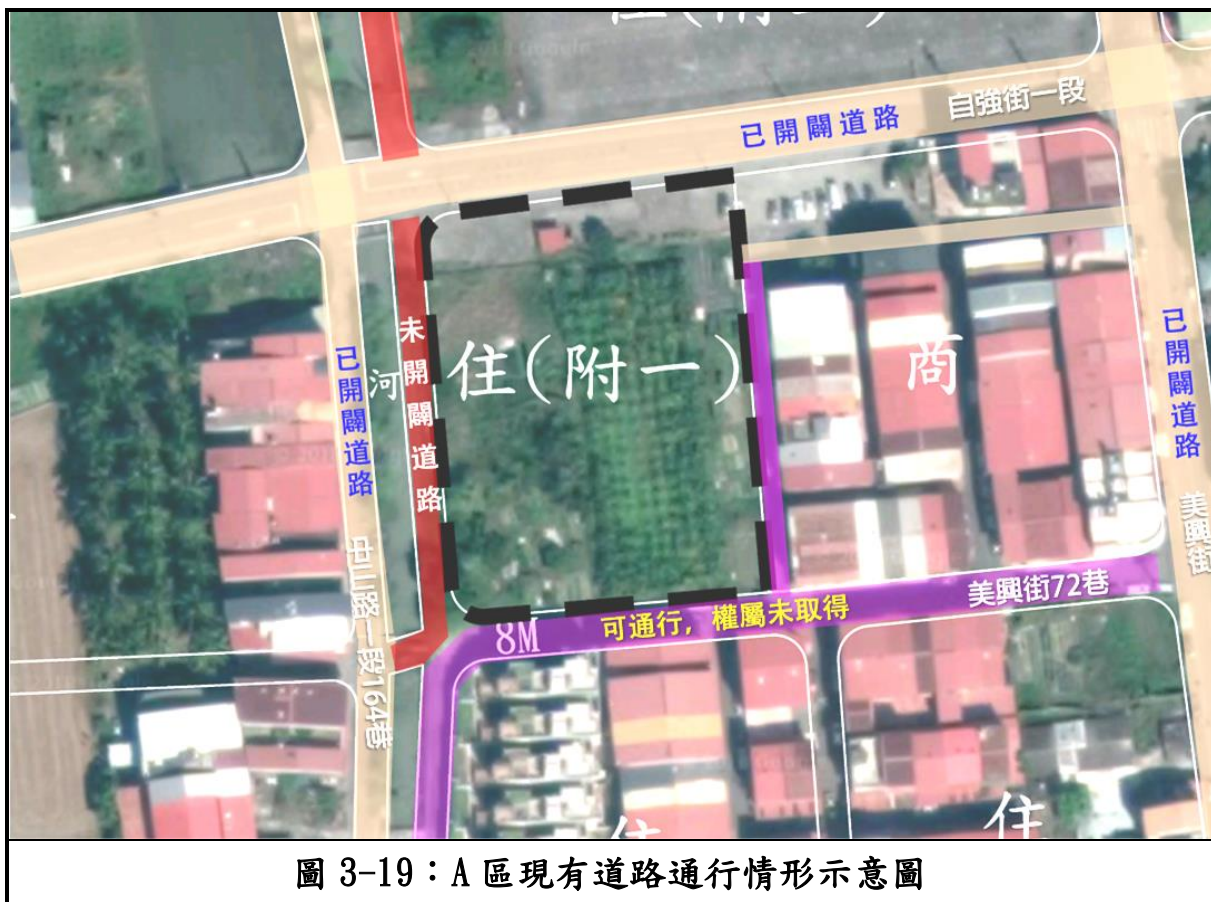 住(附一)
自強街一段
已開闢道路
未開闢道路
住(附一)
商
已開闢道路
河
已開闢道路
美興街
中山路一段164巷
美興街72巷
可通行，權屬未取得
8M
住
住
圖 3-19：A 區現有道路通行情形示意圖